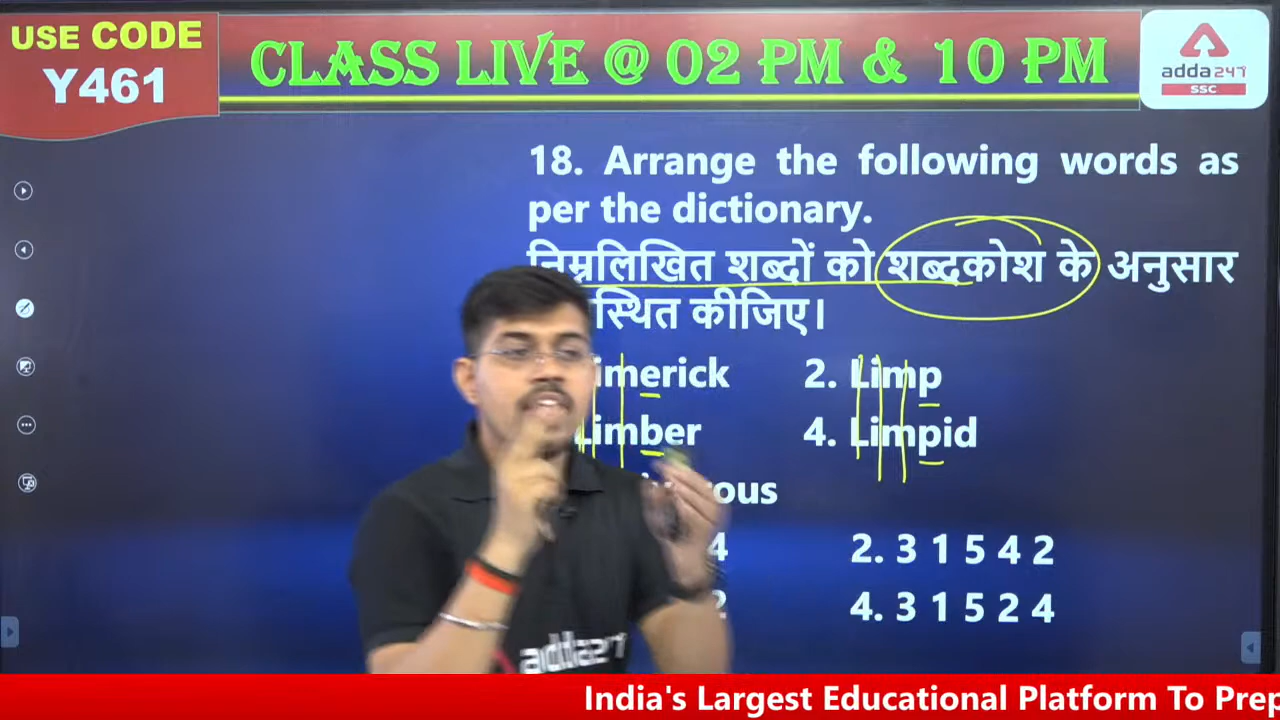 USE CODE
Y461
CLASS LIVE @ 02 PM & 10 PM
adda247
SSC
18. Arrange the following words as
per the dictionary.
निम्नलिखित शब्दों को शब्दकोश के अनुसार
स्थित कीजिए।
imerick 2. Limp
Limber 4. Limpid
ous
4 2. 3 1 5 4 2
2 4. 3 1 5 2 4
adda247
India's Largest Educational Platform To Prep